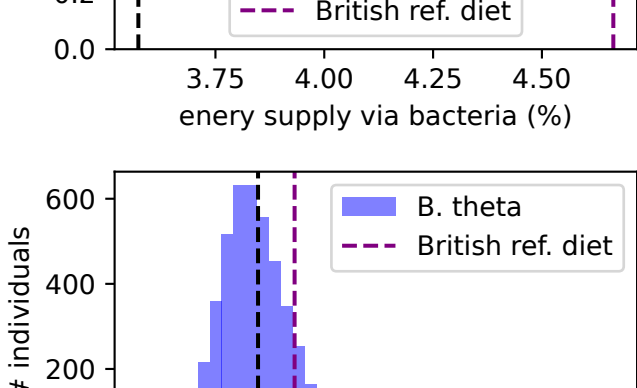 0.2
British ref. diet
0.0
3.75 4.00 4.25 4.50
enery supply via bacteria (%)
600
B. theta
British ref. diet
400
200
# individuals